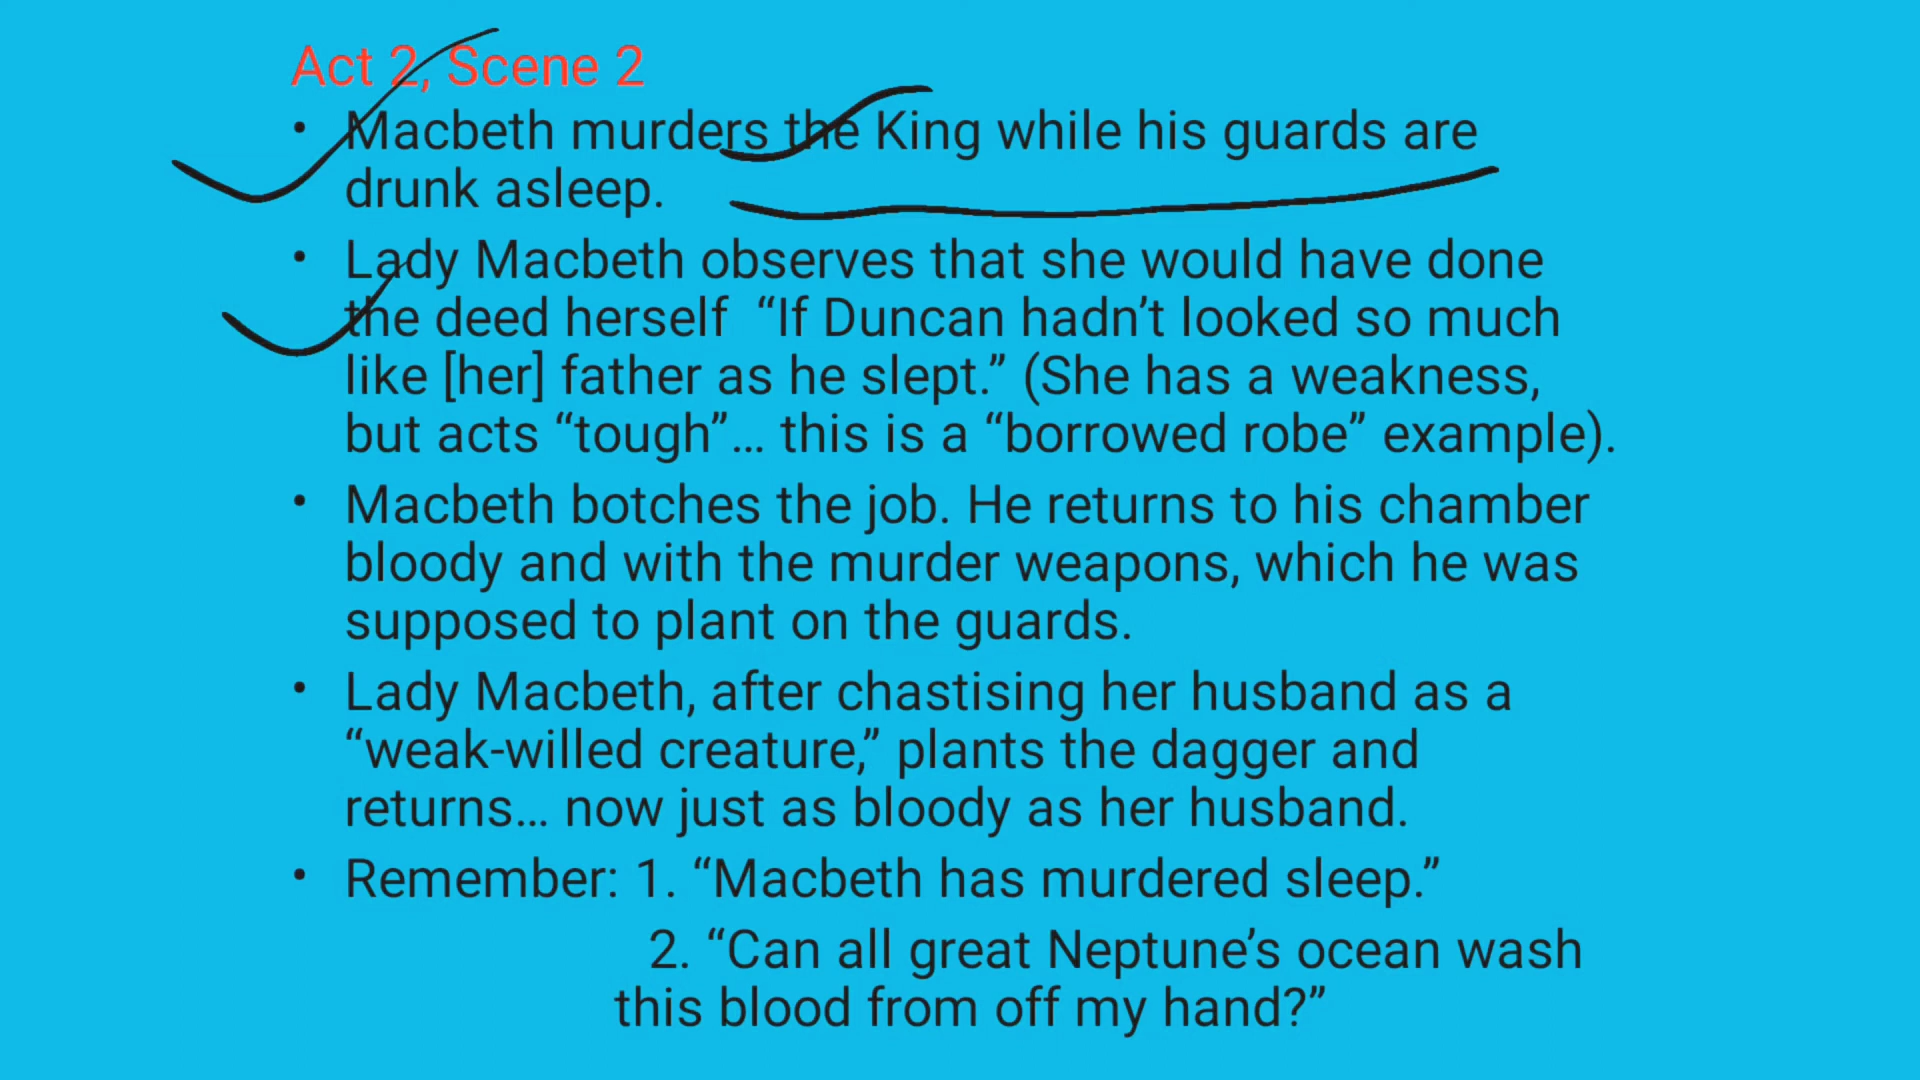 Act 2, Scene 2
• Macbeth murders the King while his guards are
drunk asleep.
• Lady Macbeth observes that she would have done
the deed herself “If Duncan hadn’t looked so much
like [her] father as he slept.” (She has a weakness,
but acts “tough”… this is a “borrowed robe” example).
• Macbeth botches the job. He returns to his chamber
bloody and with the murder weapons, which he was
supposed to plant on the guards.
• Lady Macbeth, after chastising her husband as a
“weak-willed creature,” plants the dagger and
returns… now just as bloody as her husband.
• Remember: 1. “Macbeth has murdered sleep.”
2. “Can all great Neptune’s ocean wash
this blood from off my hand?”